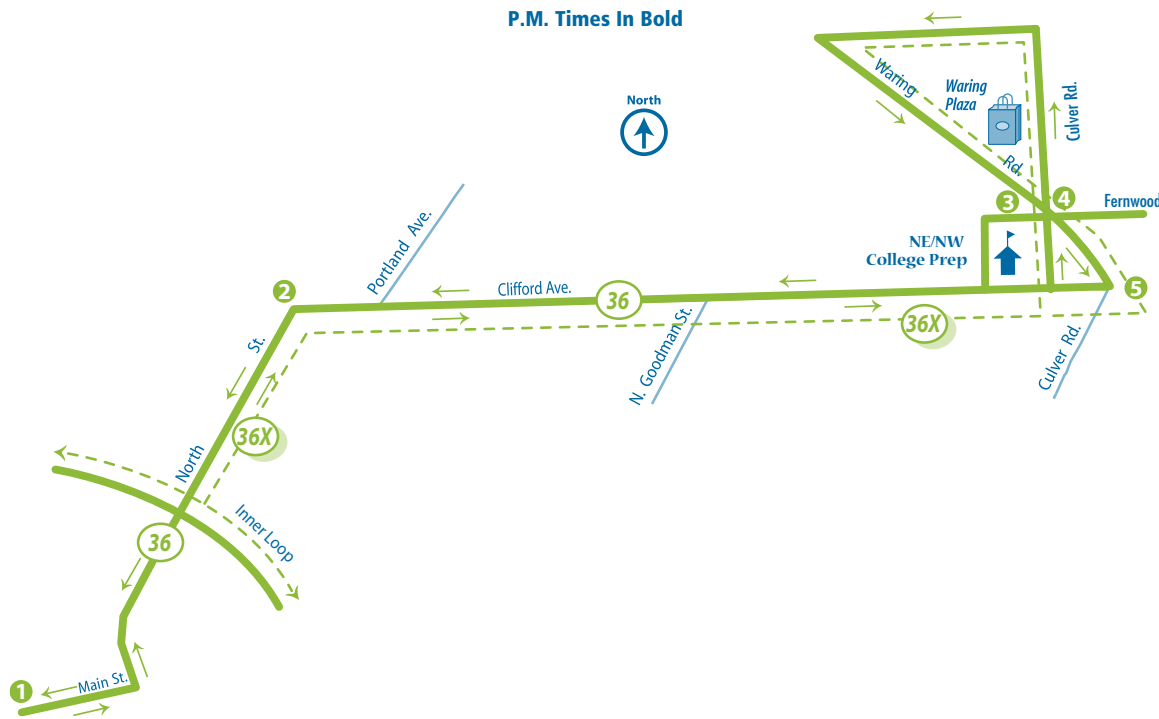 P.M. Times In Bold
North
Waring
Rd.
Waring
Plaza
Culver Rd.
3
4
Fernwood
NE/NW
College Prep
5
Portland Ave.
2
Clifford Ave.
36
36X
N. Goodman St.
Culver Rd.
St.
North
36X
Inner Loop
36
Main St.
1